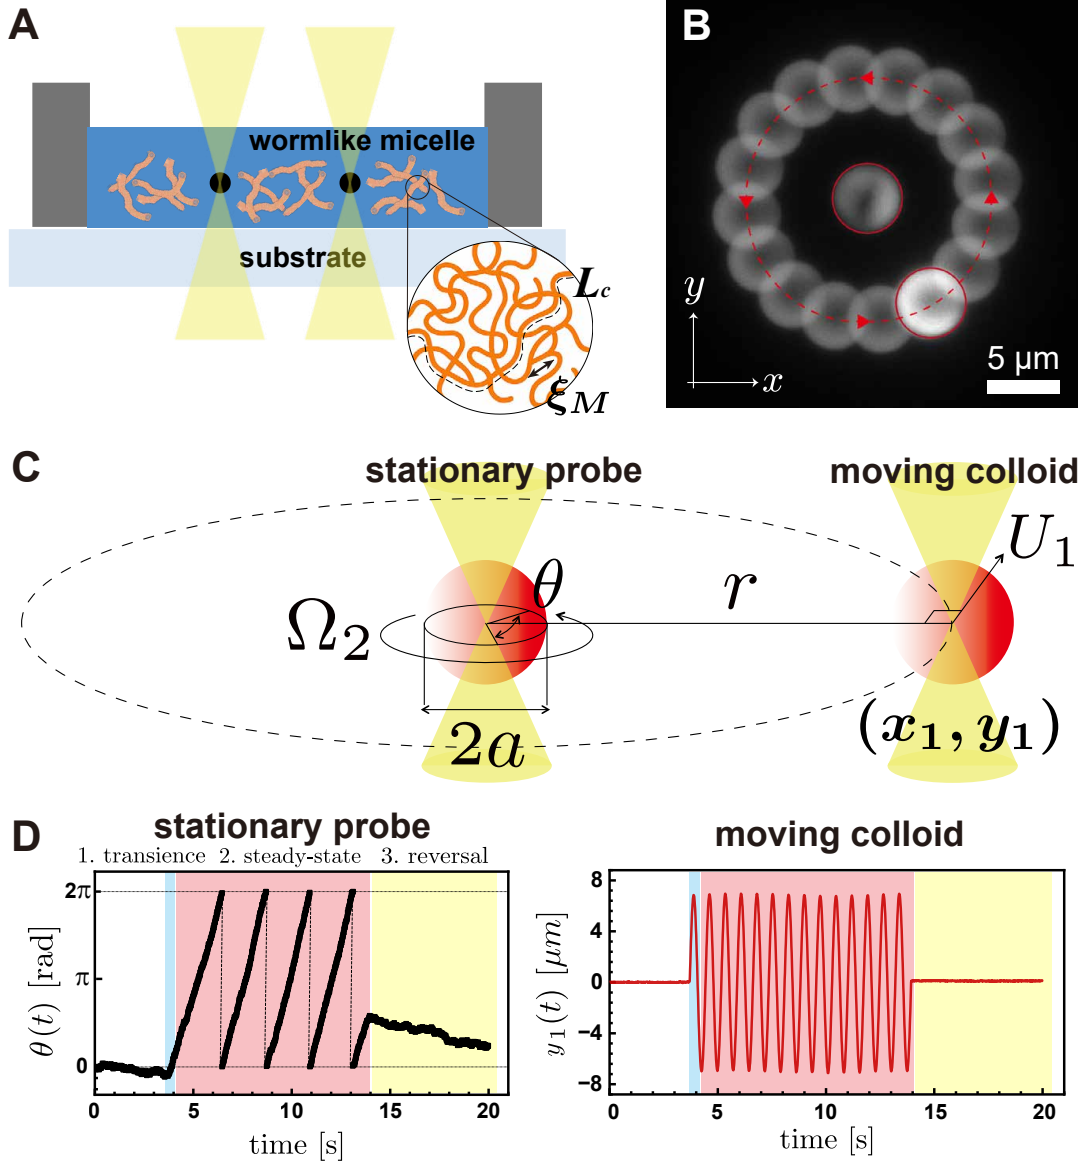 A
wormlike micelle
substrate
Lc
ξM
B
y
x
5 μm
C
stationary probe
moving colloid
U1
θ
r
Ω2
2a
(x1, y1)
D
stationary probe
1. transience 2. steady-state 3. reversal
2π
π
0
θ(t) [rad]
0 5 10 15 20
time [s]
moving colloid
8
4
0
−4
−8
y1(t) [μm]
0 5 10 15 20
time [s]